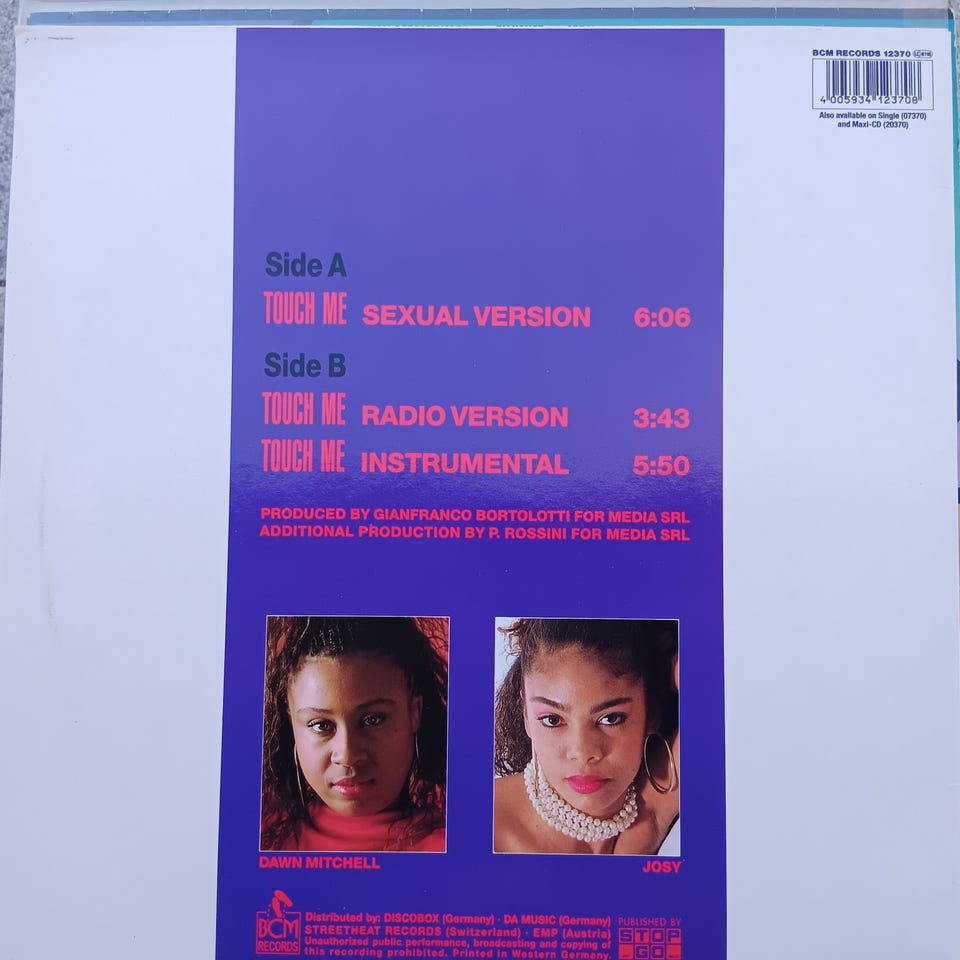 BCM RECORDS 12370
4 005934 123708
Also available on Single (07370)
and Maxi-CD (20370)
Side A
TOUCH ME SEXUAL VERSION 6:06
Side B
TOUCH ME RADIO VERSION 3:43
TOUCH ME INSTRUMENTAL 5:50
PRODUCED BY GIANFRANCO BORTOLOTTI FOR MEDIA SRL
ADDITIONAL PRODUCTION BY P. ROSSINI FOR MEDIA SRL
DAWN MITCHELL
JOSY
BCM
RECORDS
Distributed by: DISCOBOX (Germany) · DA MUSIC (Germany)
STREETHEAT RECORDS (Switzerland) · EMP (Austria)
Unauthorized public performance, broadcasting and copying of
this recording prohibited. Printed in Western Germany.
PUBLISHED BY
STOP
GO